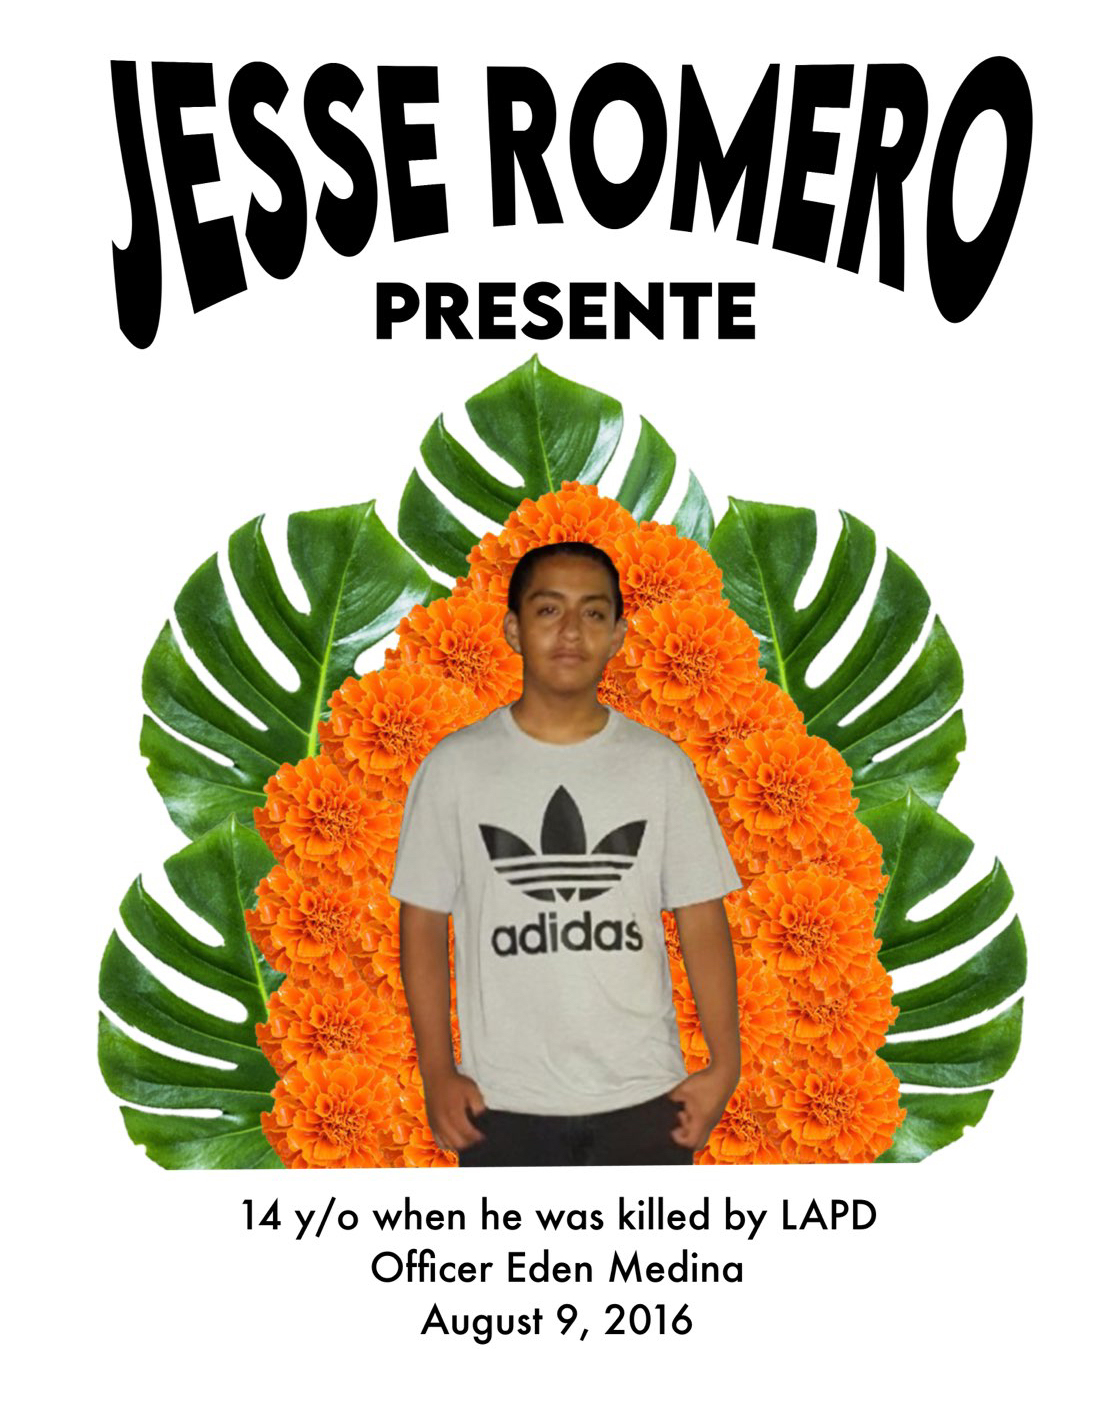 JESSE ROMERO
PRESENTE
adidas
14 y/o when he was killed by LAPD
Officer Eden Medina
August 9, 2016